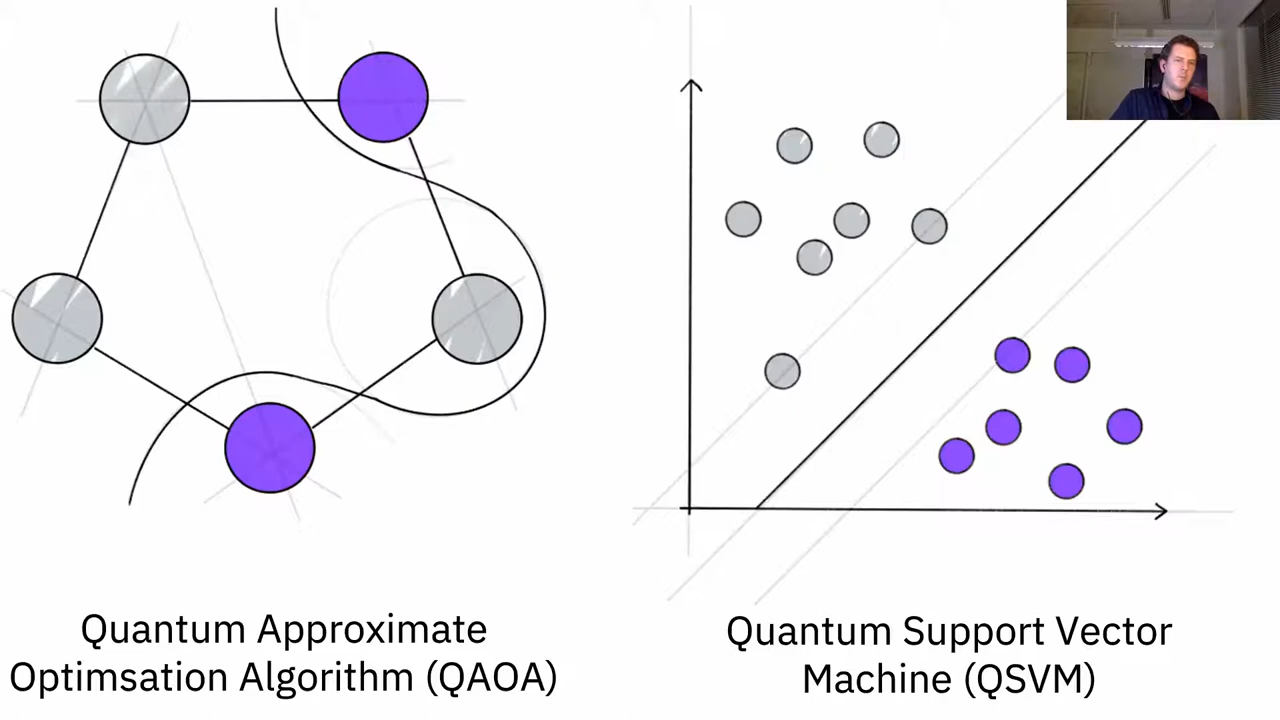 Quantum Approximate
Optimsation Algorithm (QAOA)
Quantum Support Vector
Machine (QSVM)